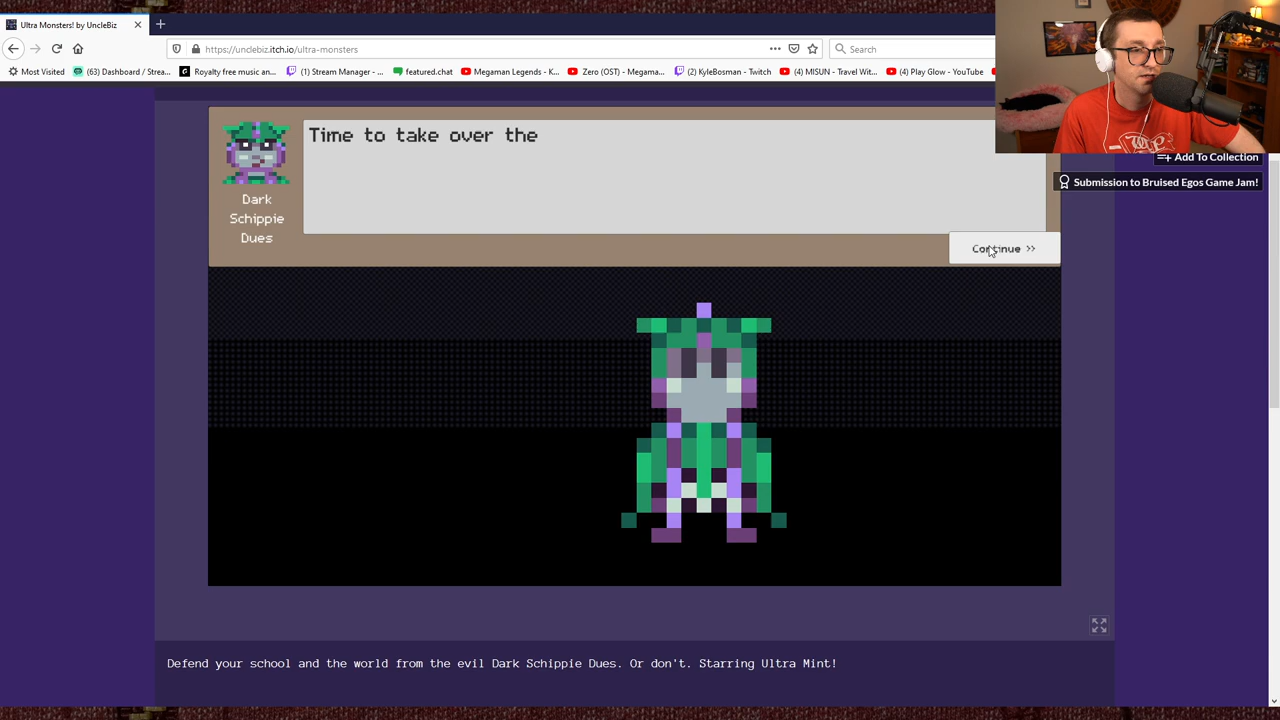 Ultra Monsters! by UncleBiz
https://unclebiz.itch.io/ultra-monsters
Search
Most Visited
(63) Dashboard / Strea...
Royalty free music an...
(1) Stream Manager - ...
featured.chat
Megaman Legends - K...
Zero (OST) - Megama...
(2) KyleBosman - Twitch
(4) MISUN - Travel Wit...
(4) Play Glow - YouTube
Time to take over the
Dark
Schippie
Dues
Add To Collection
Submission to Bruised Egos Game Jam!
Continue >>
Defend your school and the world from the evil Dark Schippie Dues. Or don't. Starring Ultra Mint!